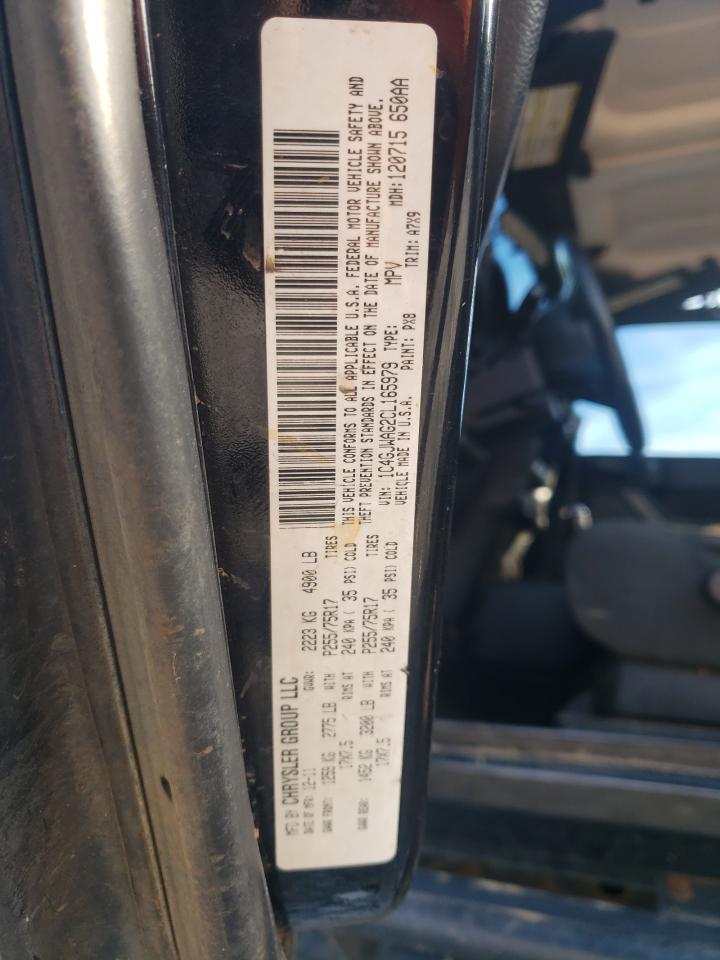 MFD BY CHRYSLER GROUP LLC
DATE OF MFR: 12-11 GVWR: 2223 KG 4900 LB
GAWR FRONT: 1259 KG 2775 LB WITH P255/75R17 TIRES
17X7.5 RIMS AT 240 KPA ( 35 PSI) COLD
GAWR REAR: 1452 KG 3200 LB WITH P255/75R17 TIRES
17X7.5 RIMS AT 240 KPA ( 35 PSI) COLD
THIS VEHICLE CONFORMS TO ALL APPLICABLE U.S.A. FEDERAL MOTOR VEHICLE SAFETY AND
THEFT PREVENTION STANDARDS IN EFFECT ON THE DATE OF MANUFACTURE SHOWN ABOVE.
VIN: 1C4GJWAG2CL165979 TYPE: MPV MDH: 120715 650AA
VEHICLE MADE IN U.S.A. PAINT: PX8 TRIM: A7X9